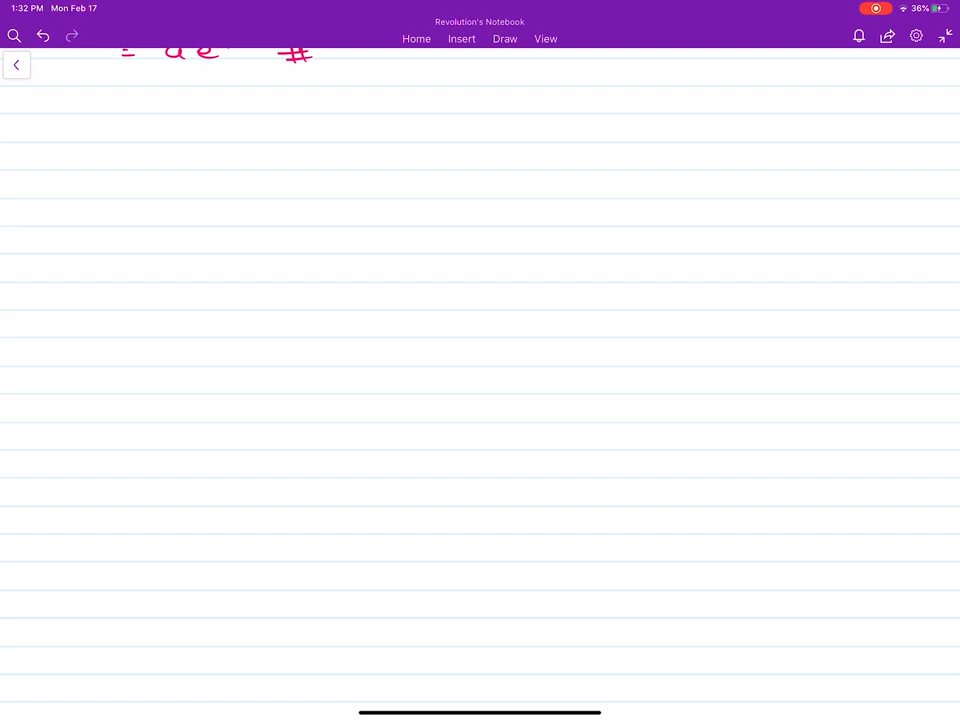 1:32 PM Mon Feb 17
36%
Revolution's Notebook
Home Insert Draw View
= a e #